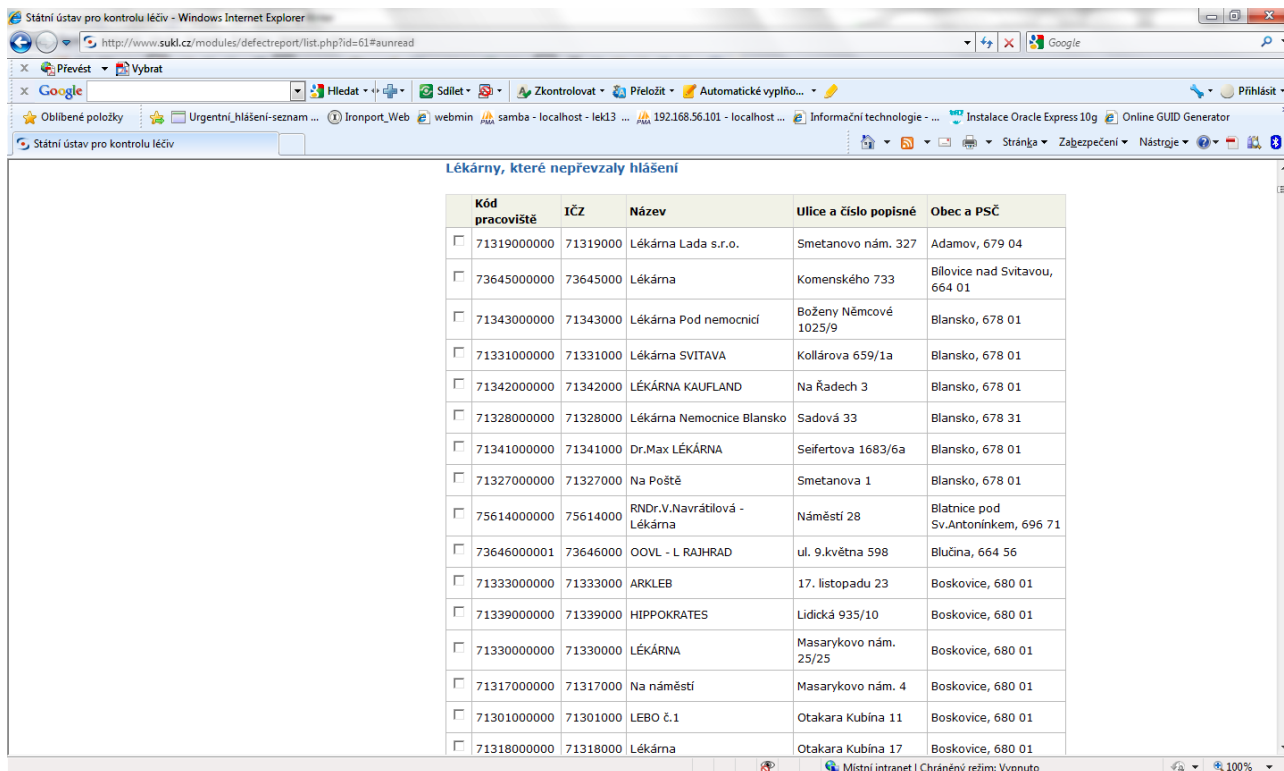 Státní ústav pro kontrolu léčiv - Windows Internet Explorer
http://www.sukl.cz/modules/defectreport/list.php?id=61#aunread
Google
Převést Vybrat
Google Hledat Sdílet Zkontrolovat Přeložit Automatické vyplňo... Přihlásit
Oblíbené položky Urgentní_hlášení-seznam ... Ironport_Web webmin samba - localhost - lek13 ... 192.168.56.101 - localhost ... Informační technologie - ... Instalace Oracle Express 10g Online GUID Generator
Státní ústav pro kontrolu léčiv Stránka Zabezpečení Nástroje
Lékárny, které nepřevzaly hlášení
Kód pracoviště IČZ Název Ulice a číslo popisné Obec a PSČ
71319000000 71319000 Lékárna Lada s.r.o. Smetanovo nám. 327 Adamov, 679 04
73645000000 73645000 Lékárna Komenského 733 Bílovice nad Svitavou, 664 01
71343000000 71343000 Lékárna Pod nemocnicí Boženy Němcové 1025/9 Blansko, 678 01
71331000000 71331000 Lékárna SVITAVA Kollárova 659/1a Blansko, 678 01
71342000000 71342000 LÉKÁRNA KAUFLAND Na Řadech 3 Blansko, 678 01
71328000000 71328000 Lékárna Nemocnice Blansko Sadová 33 Blansko, 678 31
71341000000 71341000 Dr.Max LÉKÁRNA Seifertova 1683/6a Blansko, 678 01
71327000000 71327000 Na Poště Smetanova 1 Blansko, 678 01
75614000000 75614000 RNDr.V.Navrátilová - Lékárna Náměstí 28 Blatnice pod Sv.Antonínkem, 696 71
73646000001 73646000 OOVL - L RAJHRAD ul. 9.května 598 Blučina, 664 56
71333000000 71333000 ARKLEB 17. listopadu 23 Boskovice, 680 01
71339000000 71339000 HIPPOKRATES Lidická 935/10 Boskovice, 680 01
71330000000 71330000 LÉKÁRNA Masarykovo nám. 25/25 Boskovice, 680 01
71317000000 71317000 Na náměstí Masarykovo nám. 4 Boskovice, 680 01
71301000000 71301000 LEBO č.1 Otakara Kubína 11 Boskovice, 680 01
71318000000 71318000 Lékárna Otakara Kubína 17 Boskovice, 680 01
Místní intranet | Chráněný režim: Vypnuto 100%